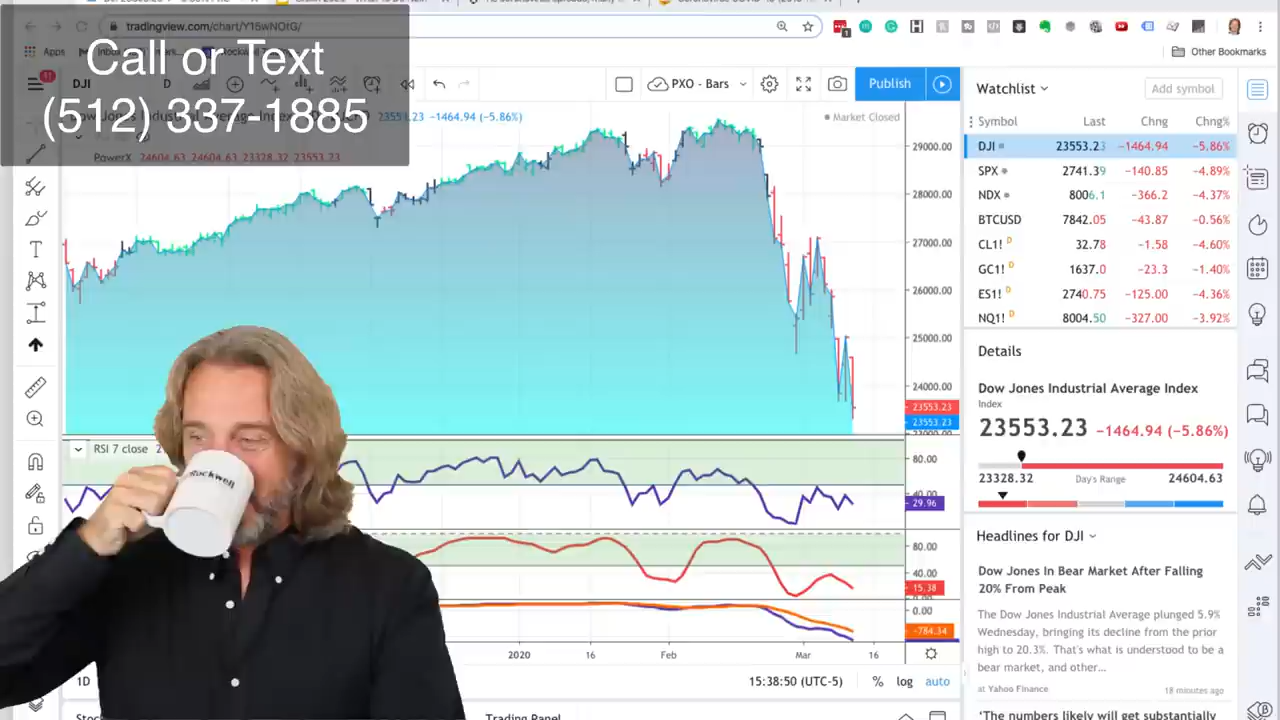 tradingview.com/chart/Y15wNOtG/
Apps
Other Bookmarks
Call or Text
(512) 337-1885
DJI
D
PXO - Bars
Publish
23553.23 −1464.94 (−5.86%)
Market Closed
PowerX 24604.63 24604.63 23328.32 23553.23
29000.00
28000.00
27000.00
26000.00
25000.00
24000.00
23553.23
23553.23
RSI 7 close
80.00
40.00
29.96
80.00
40.00
15.38
0.00
-784.34
2020
16
Feb
Mar
16
1D
15:38:50 (UTC-5)
%
log
auto
Trading Panel
Rockwell
Watchlist
Add symbol
Symbol Last Chng Chng%
DJI 23553.23 −1464.94 −5.86%
SPX 2741.39 −140.85 −4.89%
NDX 8006.1 −366.2 −4.37%
BTCUSD 7842.05 −43.87 −0.56%
CL1! D 32.78 −1.58 −4.60%
GC1! D 1637.0 −23.3 −1.40%
ES1! D 2740.75 −125.00 −4.36%
NQ1! D 8004.50 −327.00 −3.92%
Details
Dow Jones Industrial Average Index
Index
23553.23 −1464.94 (−5.86%)
23328.32 Day's Range 24604.63
Headlines for DJI
Dow Jones In Bear Market After Falling
20% From Peak
The Dow Jones Industrial Average plunged 5.9%
Wednesday, bringing its decline from the prior
high to 20.3%. That's what is understood to be a
bear market, and other...
at Yahoo Finance
18 minutes ago
'The numbers likely will get substantially